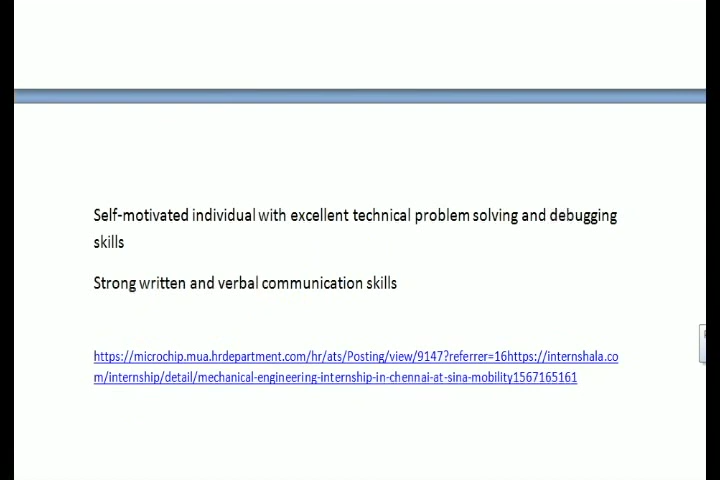 Self-motivated individual with excellent technical problem solving and debugging
skills
Strong written and verbal communication skills
https://microchip.mua.hrdepartment.com/hr/ats/Posting/view/9147?referrer=16https://internshala.co
m/internship/detail/mechanical-engineering-internship-in-chennai-at-sina-mobility1567165161